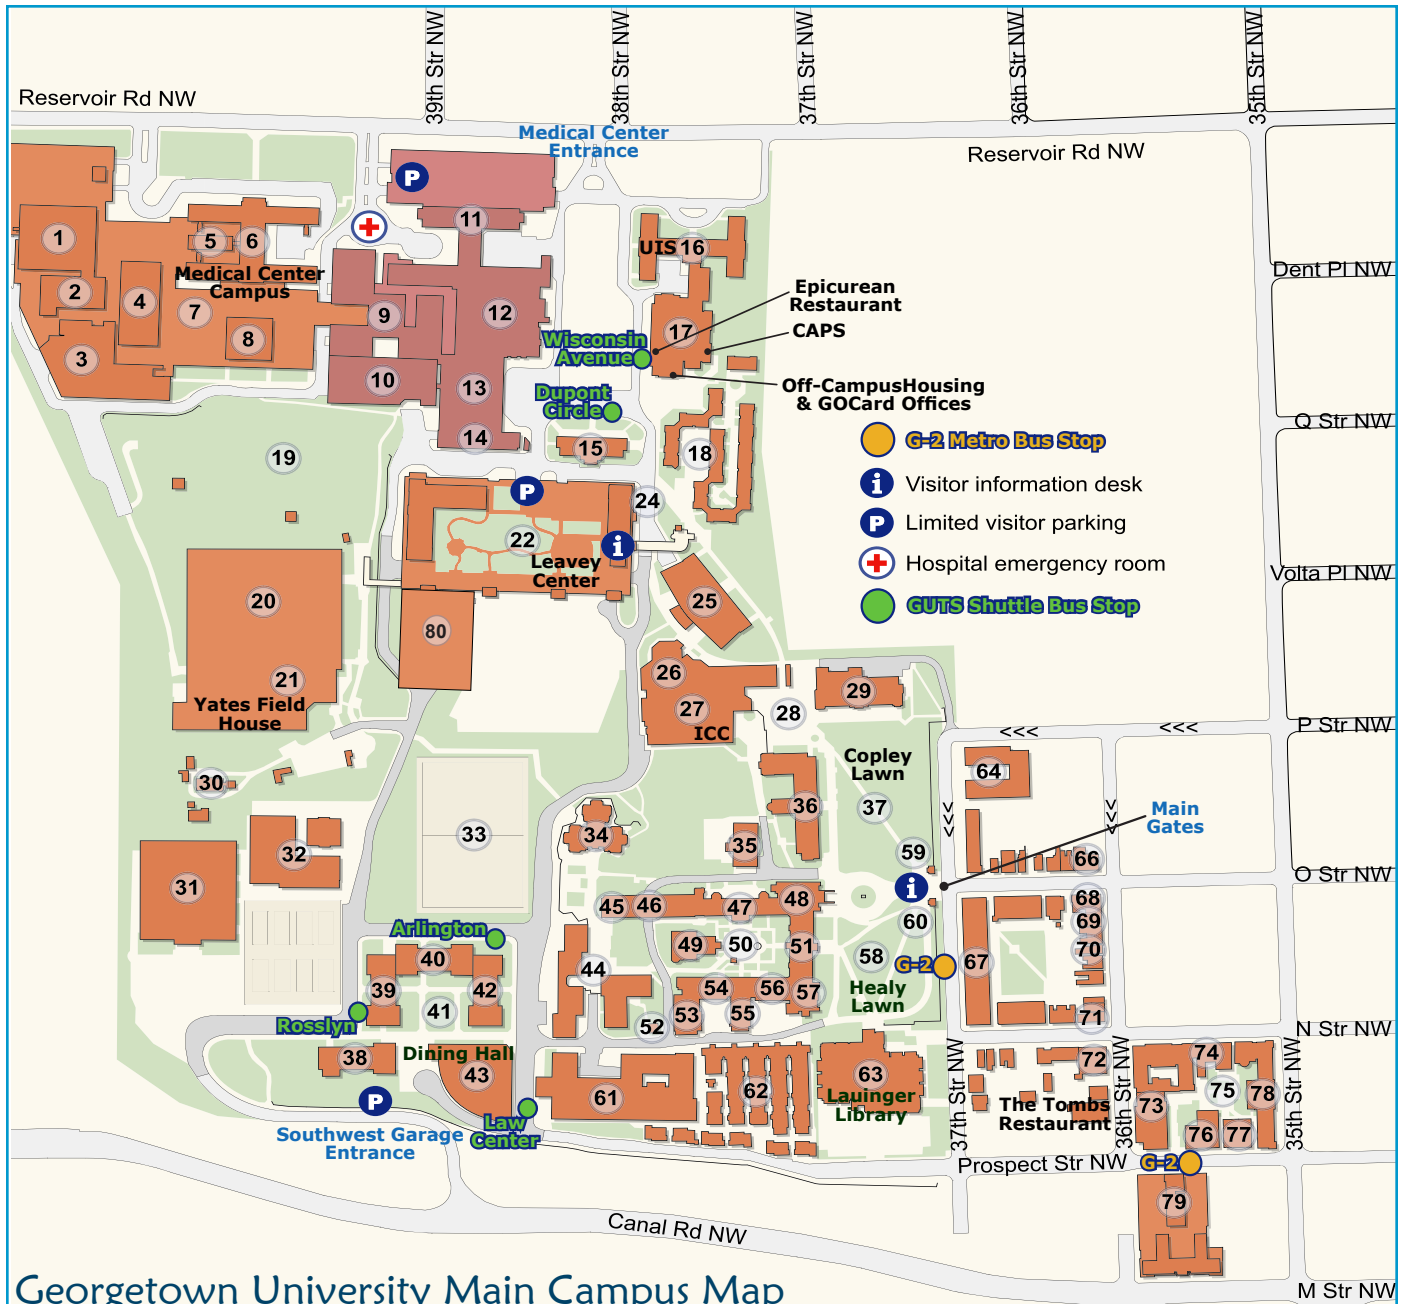 39th Str NW
38th Str NW
37th Str NW
36th Str NW
35th Str NW
Reservoir Rd NW
Medical Center
Entrance
Reservoir Rd NW
P
11
1
5
6
UIS
16
Medical Center
Campus
Dent Pl NW
2
4
7
9
12
Epicurean
Restaurant
17
CAPS
8
Wisconsin
Avenue
3
10
13
Off-CampusHousing
& GOCard Offices
Dupont
Circle
Q Str NW
14
15
G-2 Metro Bus Stop
18
19
i
Visitor information desk
P
24
P
Limited visitor parking
22
i
Leavey
Center
Hospital emergency room
Volta Pl NW
20
25
GUTS Shuttle Bus Stop
80
26
21
29
Yates Field
House
27
28
ICC
P Str NW
<<<
<<<
Copley
Lawn
64
30
36
37
<<<
<<<
Main
Gates
33
34
35
32
59
66
31
i
O Str NW
45
46
47
48
68
60
69
Arlington
49
50
51
70
40
44
58
G-2
67
39
42
54
56
57
Healy
Lawn
41
53
55
71
Rosslyn
52
N Str NW
38
Dining Hall
43
74
72
63
61
62
75
78
Lauinger
Library
The Tombs
Restaurant
73
P
Law
Center
76
77
37th Str NW
36th Str NW
35th Str NW
Southwest Garage
Entrance
Prospect Str NW
G-2
79
Canal Rd NW
Georgetown University Main Campus Map
M Str NW